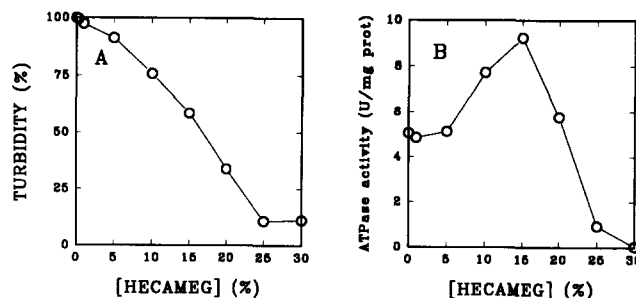 A
TURBIDITY (%)
100
75
50
25
0
0 5 10 15 20 25 30
[HECAMEG] (%)
B
ATPase activity (U/mg prot)
10
8
6
4
2
0
0 5 10 15 20 25 30
[HECAMEG] (%)